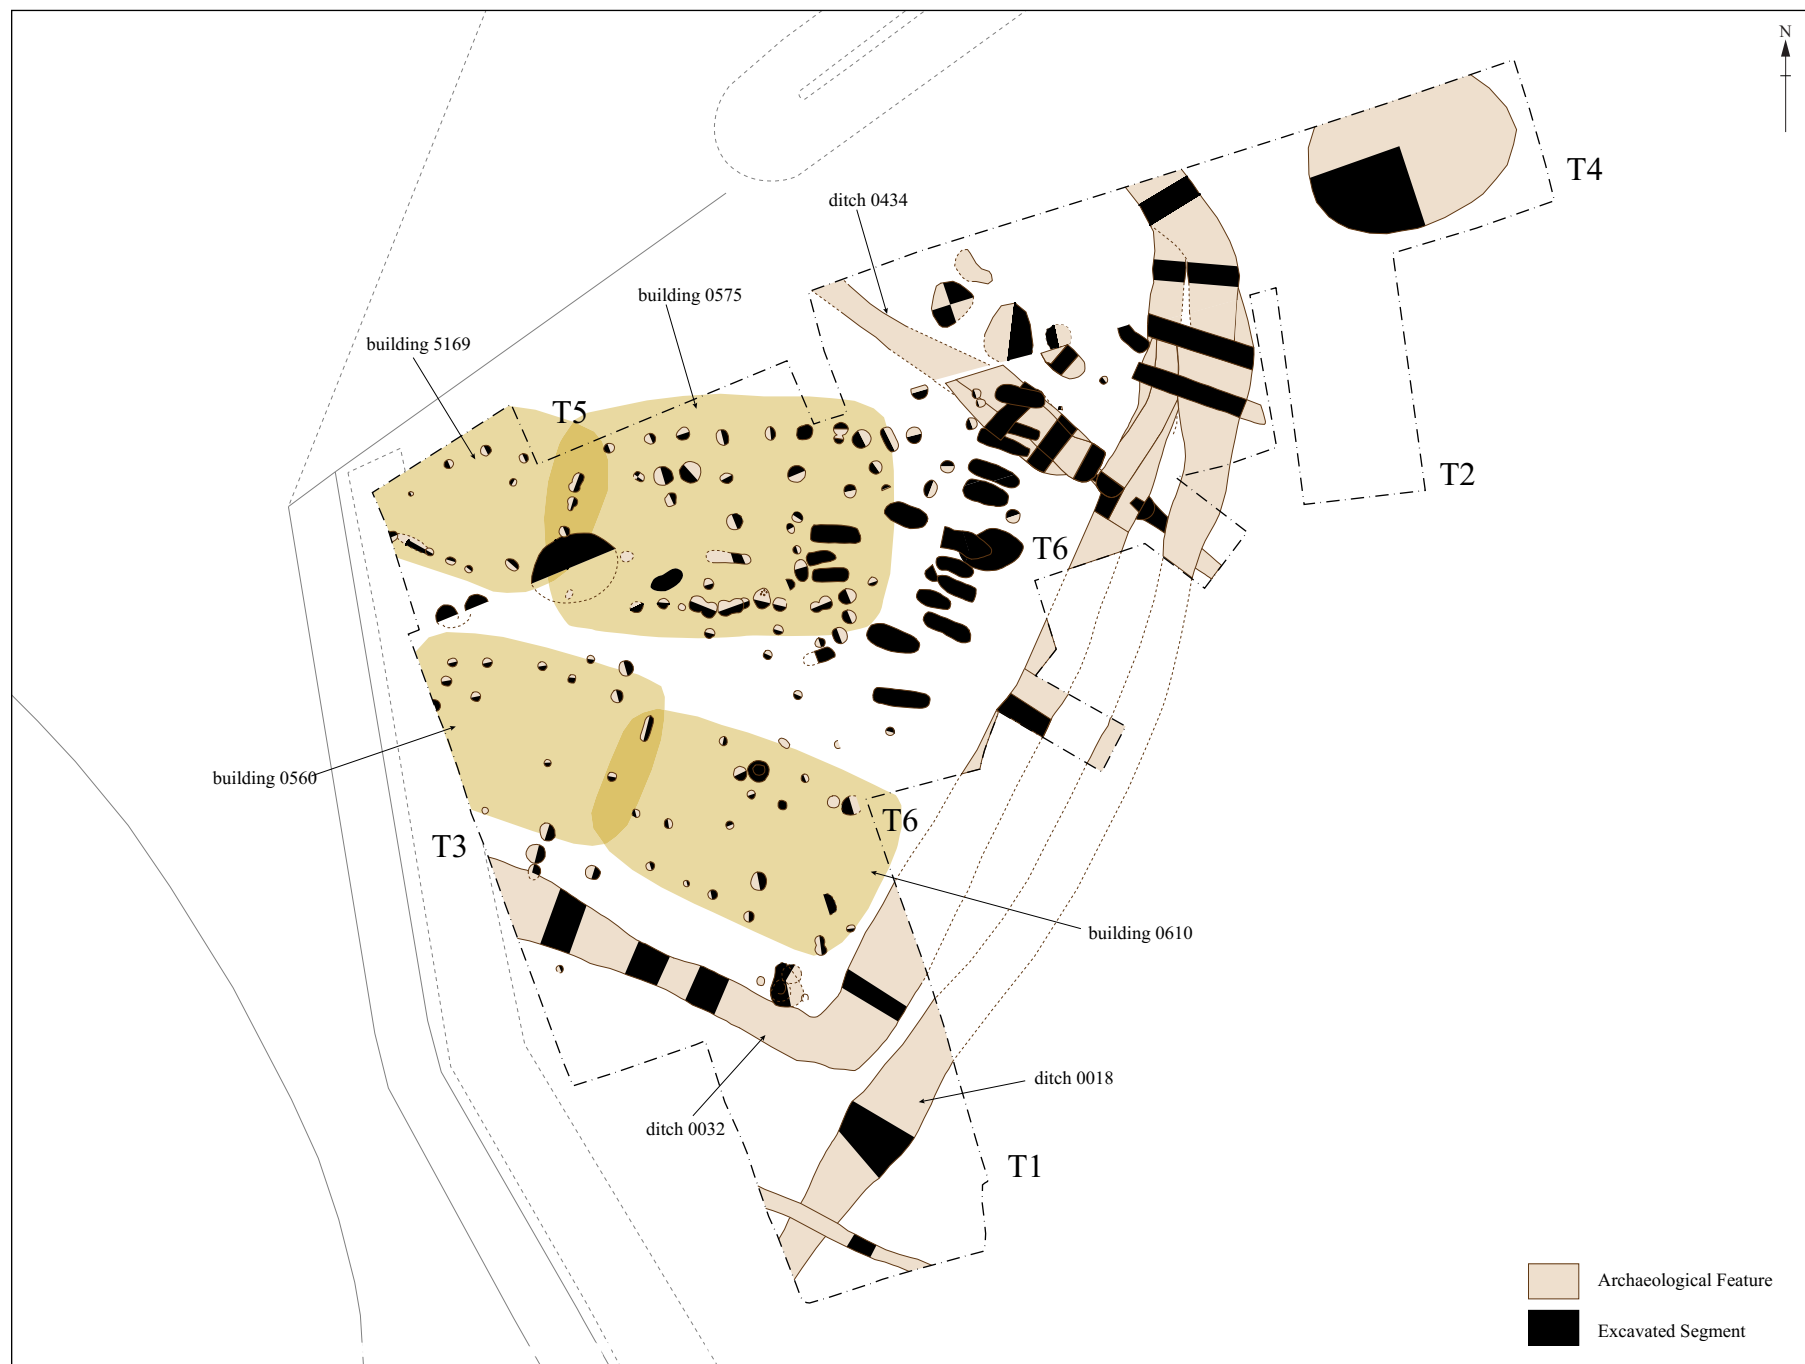 N
T4
ditch 0434
building 0575
building 5169
T5
T2
T6
building 0560
T6
T3
building 0610
ditch 0018
ditch 0032
T1
Archaeological Feature
Excavated Segment